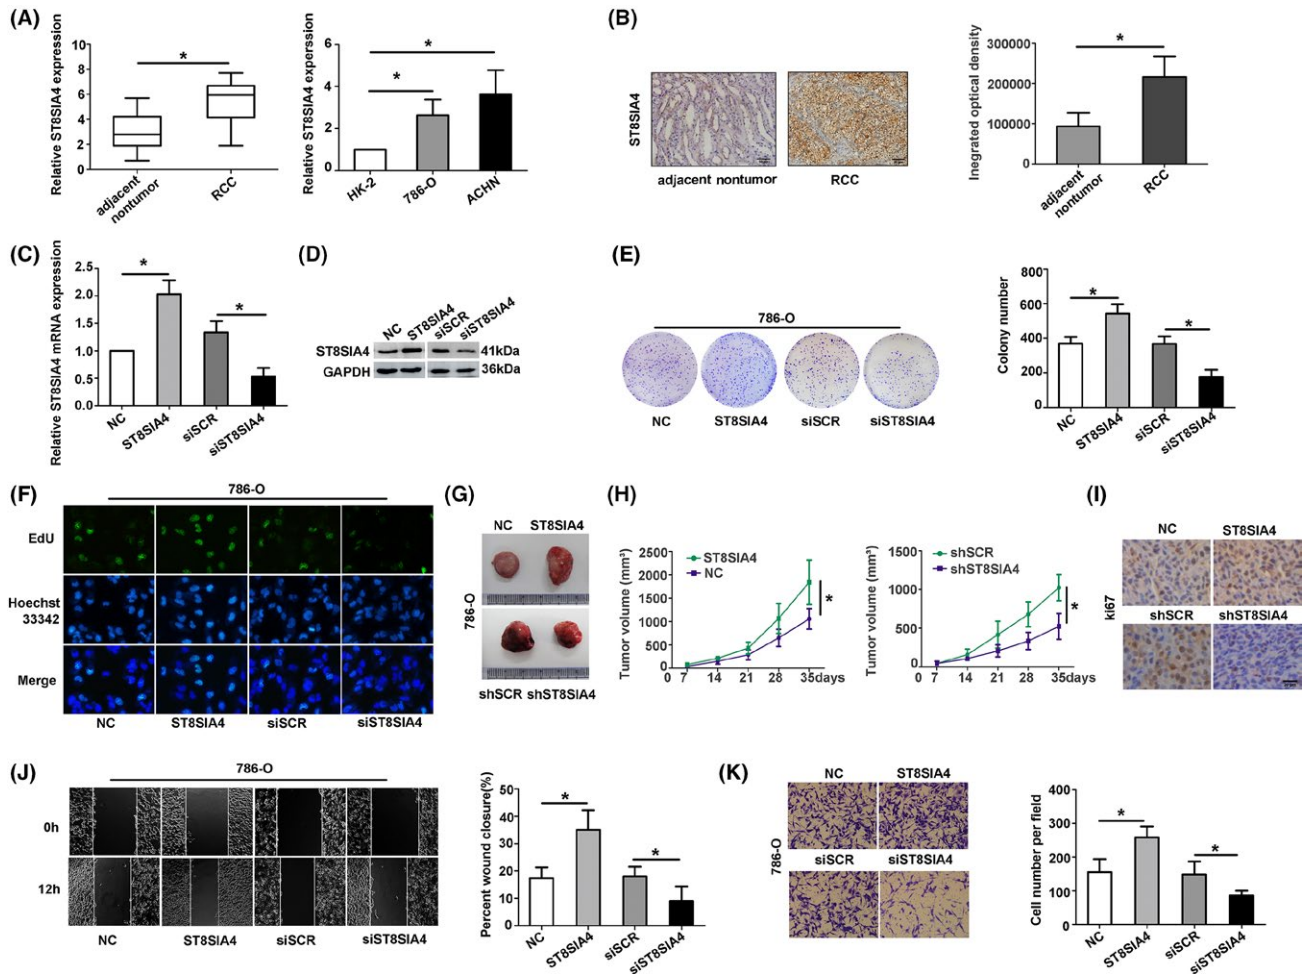 (A)
Relative ST8SIA4 expression
10
8
6
4
2
0
*
adjacent
nontumor
RCC
Relative ST8SIA4 experssion
6
4
2
0
*
*
HK-2
786-O
ACHN
(B)
ST8SIA4
adjacent nontumor
RCC
Inegrated optical density
300000
200000
100000
0
*
adjacent
nontumor
RCC
(C)
Relative ST8SIA4 mRNA expression
2.5
2.0
1.5
1.0
0.5
0.0
*
*
NC
ST8SIA4
siSCR
siST8SIA4
(D)
NC
ST8SIA4
siSCR
siST8SIA4
ST8SIA4
41kDa
GAPDH
36kDa
(E)
786-O
NC
ST8SIA4
siSCR
siST8SIA4
Colony number
800
600
400
200
0
*
*
NC
ST8SIA4
siSCR
siST8SIA4
(F)
786-O
EdU
Hoechst
33342
Merge
NC
ST8SIA4
siSCR
siST8SIA4
(G)
NC
ST8SIA4
786-O
shSCR
shST8SIA4
(H)
Tumor volume (mm³)
2500
2000
1500
1000
500
0
ST8SIA4
NC
*
7
14
21
28
35days
Tumor volume (mm³)
1500
1000
500
0
shSCR
shST8SIA4
*
7
14
21
28
35days
(I)
NC
ST8SIA4
ki67
shSCR
shST8SIA4
(J)
786-O
0h
12h
NC
ST8SIA4
siSCR
siST8SIA4
Percent wound closure(%)
50
40
30
20
10
0
*
*
NC
ST8SIA4
siSCR
siST8SIA4
(K)
NC
ST8SIA4
786-O
siSCR
siST8SIA4
Cell number per field
400
300
200
100
0
*
*
NC
ST8SIA4
siSCR
siST8SIA4